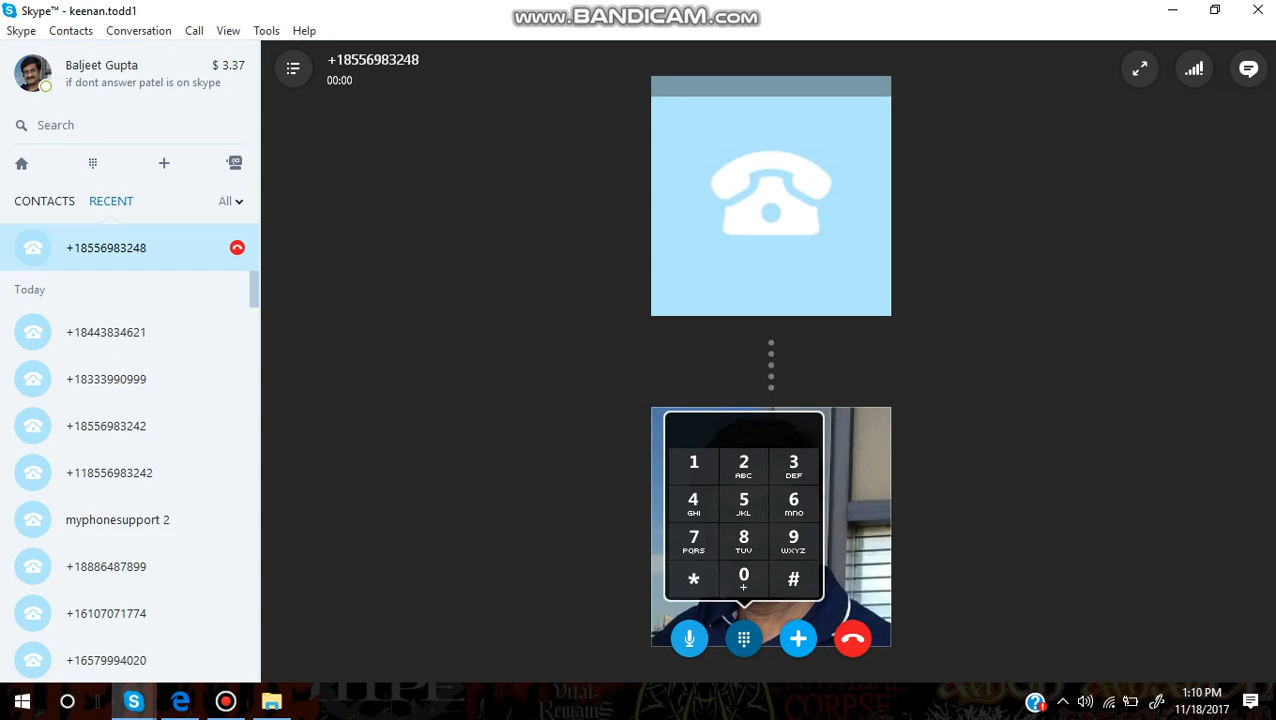 Skype™ - keenan.todd1
www.BANDICAM.com
Skype Contacts Conversation Call View Tools Help
Baljeet Gupta $ 3.37
if dont answer patel is on skype
Search
CONTACTS RECENT All
+18556983248
Today
+18443834621
+18333990999
+18556983242
+118556983242
myphonesupport 2
+18886487899
+16107071774
+16579994020
+18556983248
00:00
1 2 3
ABC DEF
4 5 6
GHI JKL MNO
7 8 9
PQRS TUV WXYZ
* 0 #
+
Vital
Remains
1:10 PM
11/18/2017